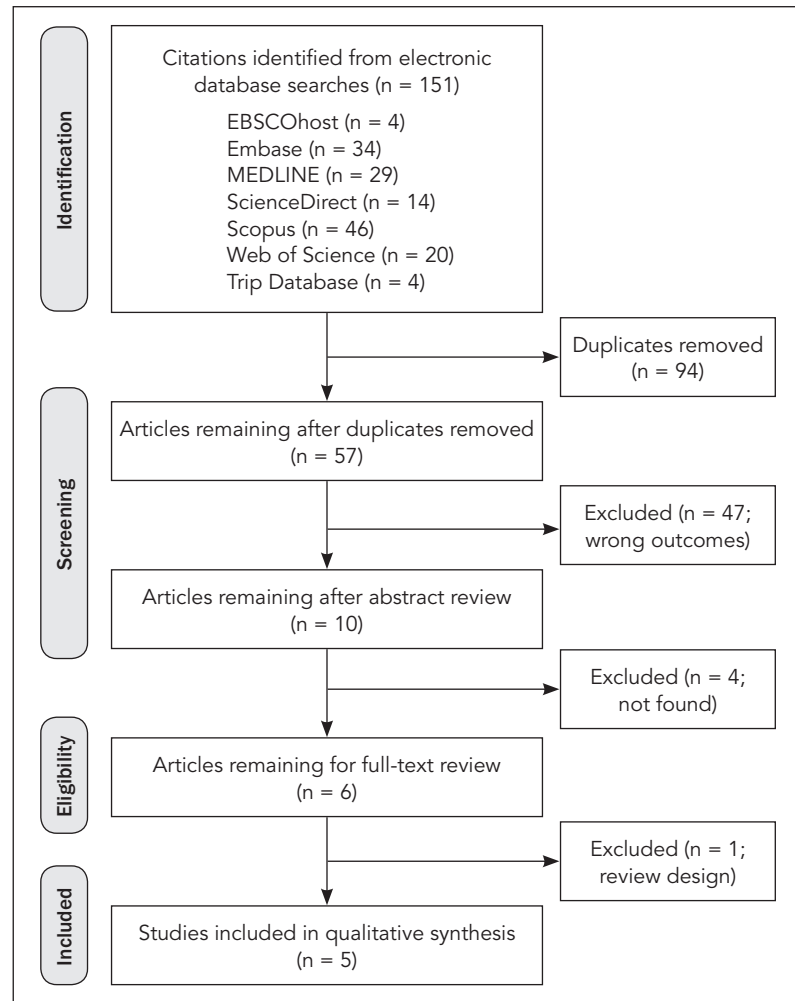 Identification
Citations identified from electronic
database searches (n = 151)
EBSCOhost (n = 4)
Embase (n = 34)
MEDLINE (n = 29)
ScienceDirect (n = 14)
Scopus (n = 46)
Web of Science (n = 20)
Trip Database (n = 4)
Duplicates removed
(n = 94)
Screening
Articles remaining after duplicates removed
(n = 57)
Excluded (n = 47;
wrong outcomes)
Articles remaining after abstract review
(n = 10)
Excluded (n = 4;
not found)
Eligibility
Articles remaining for full-text review
(n = 6)
Excluded (n = 1;
review design)
Included
Studies included in qualitative synthesis
(n = 5)